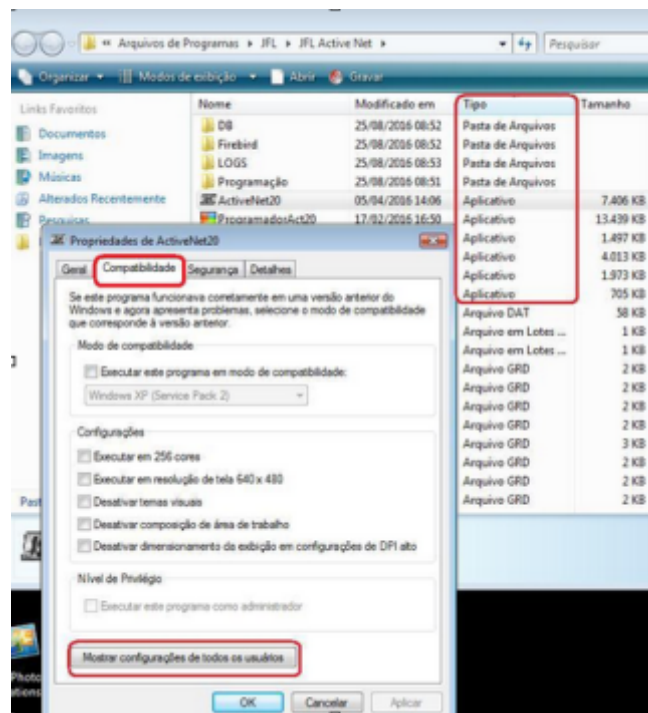 « Arquivos de Programas ▸ JFL ▸ JFL Active Net ▸ Pesquisar
Organizar Modos de exibição Abrir Gravar
Links Favoritos
Documentos
Imagens
Músicas
Alterados Recentemente
Pesquisas
Nome Modificado em Tipo Tamanho
DB 25/08/2016 08:52 Pasta de Arquivos
Firebird 25/08/2016 08:52 Pasta de Arquivos
LOGS 25/08/2016 08:53 Pasta de Arquivos
Programação 25/08/2016 08:51 Pasta de Arquivos
ActiveNet20 05/04/2016 14:06 Aplicativo 7.406 KB
ProgramadosAct20 17/02/2016 16:50 Aplicativo 13.439 KB
Aplicativo 1.497 KB
Aplicativo 4.013 KB
Aplicativo 1.973 KB
Aplicativo 705 KB
Arquivo DAT 58 KB
Arquivo em Lotes ... 1 KB
Arquivo em Lotes ... 1 KB
Arquivo GRD 2 KB
Arquivo GRD 2 KB
Arquivo GRD 2 KB
Arquivo GRD 3 KB
Arquivo GRD 2 KB
Arquivo GRD 2 KB
Arquivo GRD 2 KB
Propriedades de ActiveNet20
Geral Compatibilidade Segurança Detalhes
Se este programa funcionava corretamente em uma versão anterior do
Windows e agora apresenta problemas, selecione o modo de compatibilidade
que corresponde à versão anterior.
Modo de compatibilidade
Executar este programa em modo de compatibilidade:
Windows XP (Service Pack 2)
Configurações
Executar em 256 cores
Executar em resolução de tela 640 x 480
Desativar temas visuais
Desativar composição de área de trabalho
Desativar dimensionamento da exibição em configurações de DPI alto
Nível de Privilégio
Executar este programa como administrador
Mostrar configurações de todos os usuários
OK Cancelar Aplicar
Past
Photo